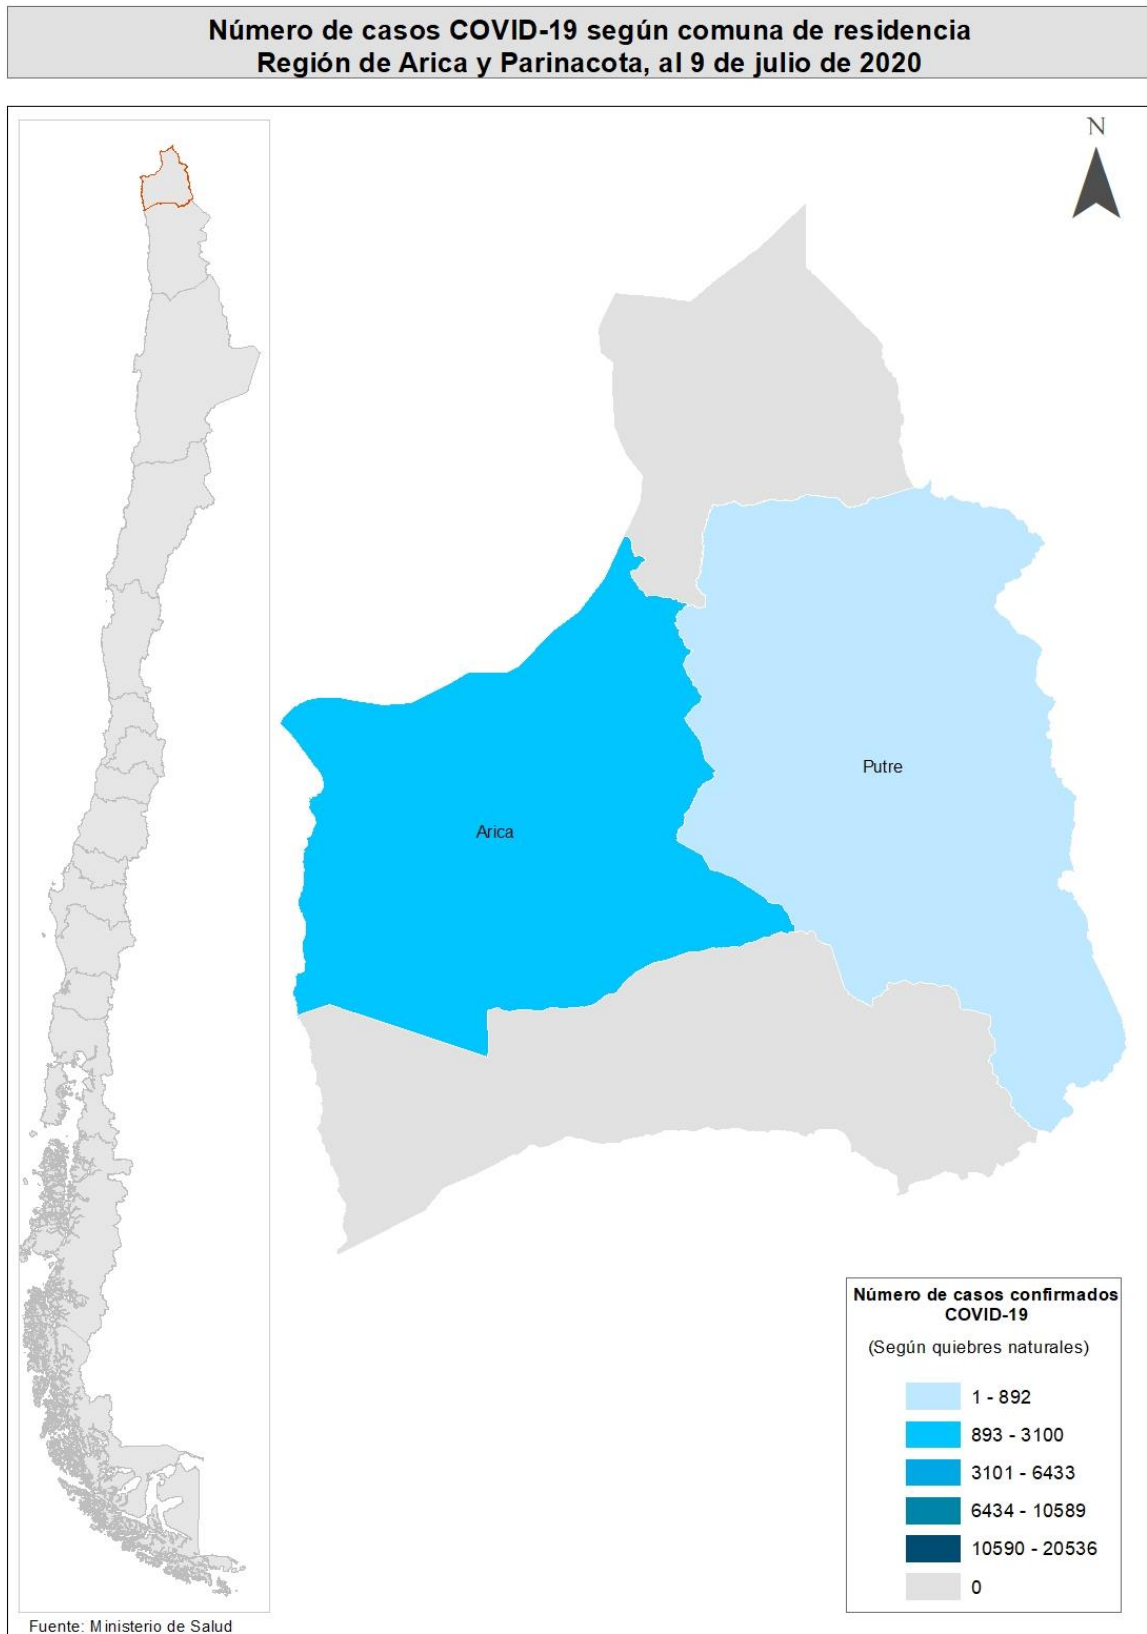 Número de casos COVID-19 según comuna de residencia
Región de Arica y Parinacota, al 9 de julio de 2020
N
Putre
Arica
Número de casos confirmados
COVID-19
(Según quiebres naturales)
1 - 892
893 - 3100
3101 - 6433
6434 - 10589
10590 - 20536
0
Fuente: Ministerio de Salud